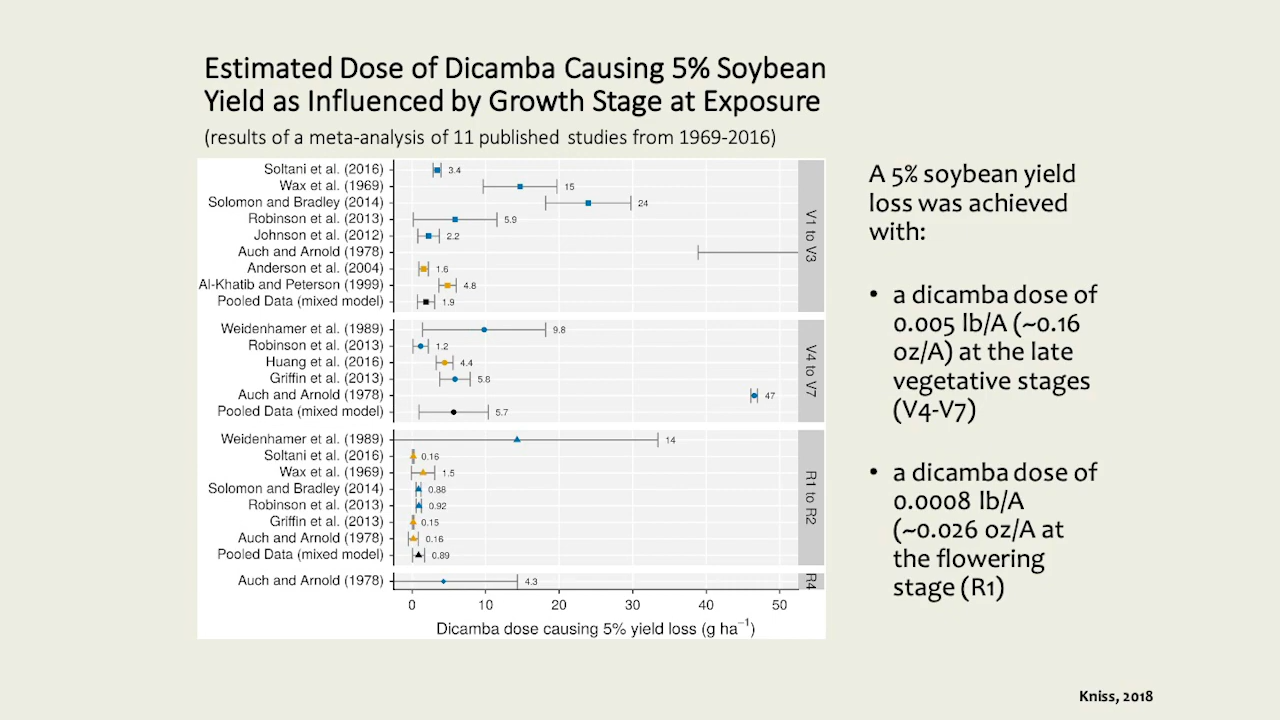 Estimated Dose of Dicamba Causing 5% Soybean
Yield as Influenced by Growth Stage at Exposure
(results of a meta-analysis of 11 published studies from 1969-2016)
Soltani et al. (2016) 3.4
Wax et al. (1969) 15
Solomon and Bradley (2014) 24
Robinson et al. (2013) 5.9
Johnson et al. (2012) 2.2
Auch and Arnold (1978)
Anderson et al. (2004) 1.6
Al-Khatib and Peterson (1999) 4.8
Pooled Data (mixed model) 1.9
V1 to V3
Weidenhamer et al. (1989) 9.8
Robinson et al. (2013) 1.2
Huang et al. (2016) 4.4
Griffin et al. (2013) 5.8
Auch and Arnold (1978) 47
Pooled Data (mixed model) 5.7
V4 to V7
Weidenhamer et al. (1989) 14
Soltani et al. (2016) 0.16
Wax et al. (1969) 1.5
Solomon and Bradley (2014) 0.88
Robinson et al. (2013) 0.92
Griffin et al. (2013) 0.15
Auch and Arnold (1978) 0.16
Pooled Data (mixed model) 0.89
R1 to R2
Auch and Arnold (1978) 4.3
R4
0 10 20 30 40 50
Dicamba dose causing 5% yield loss (g ha⁻¹)
A 5% soybean yield
loss was achieved
with:
• a dicamba dose of
0.005 lb/A (~0.16
oz/A) at the late
vegetative stages
(V4-V7)
• a dicamba dose of
0.0008 lb/A
(~0.026 oz/A at
the flowering
stage (R1)
Kniss, 2018